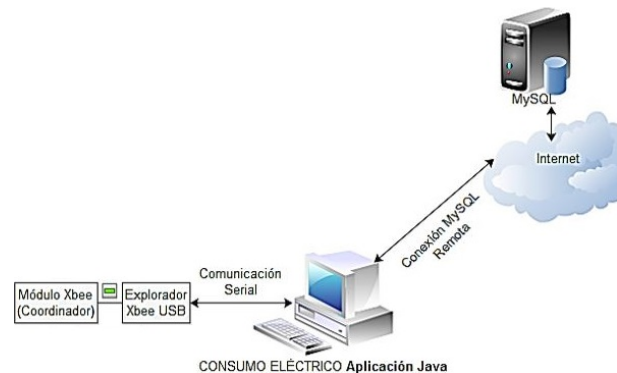 MySQL
Internet
Conexión MySQL
Remota
Comunicación
Serial
Módulo Xbee
(Coordinador)
Explorador
Xbee USB
CONSUMO ELÉCTRICO Aplicación Java